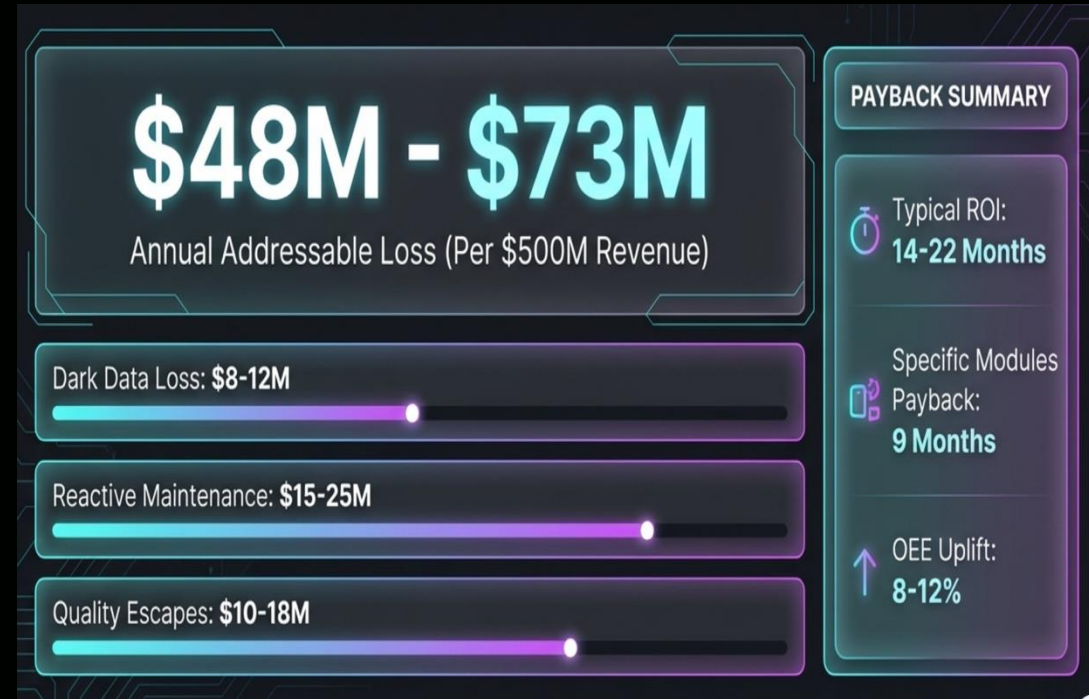 $48M - $73M
Annual Addressable Loss (Per $500M Revenue)
Dark Data Loss: $8-12M
Reactive Maintenance: $15-25M
Quality Escapes: $10-18M
PAYBACK SUMMARY
Typical ROI:
14-22 Months
Specific Modules
Payback:
9 Months
OEE Uplift:
8-12%